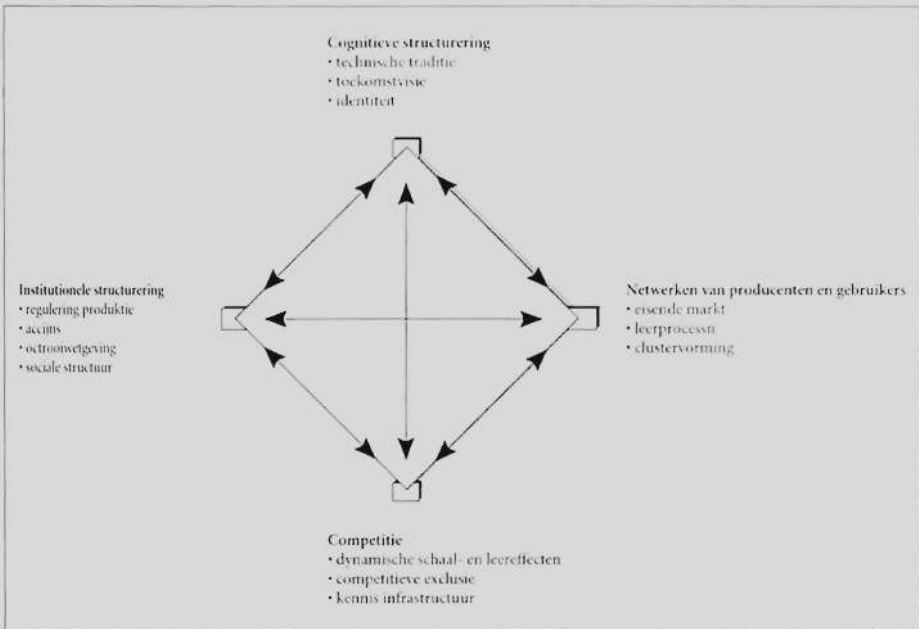 Cognitieve structurering
• technische traditie
• toekomstvisie
• identiteit
Institutionele structurering
• regulering produktie
• accijns
• octrooiwetgeving
• sociale structuur
Netwerken van producenten en gebruikers
• eisende markt
• leerprocessn
• clustervorming
Competitie
• dynamische schaal- en leereffecten
• competitieve exclusie
• kennis infrastructuur